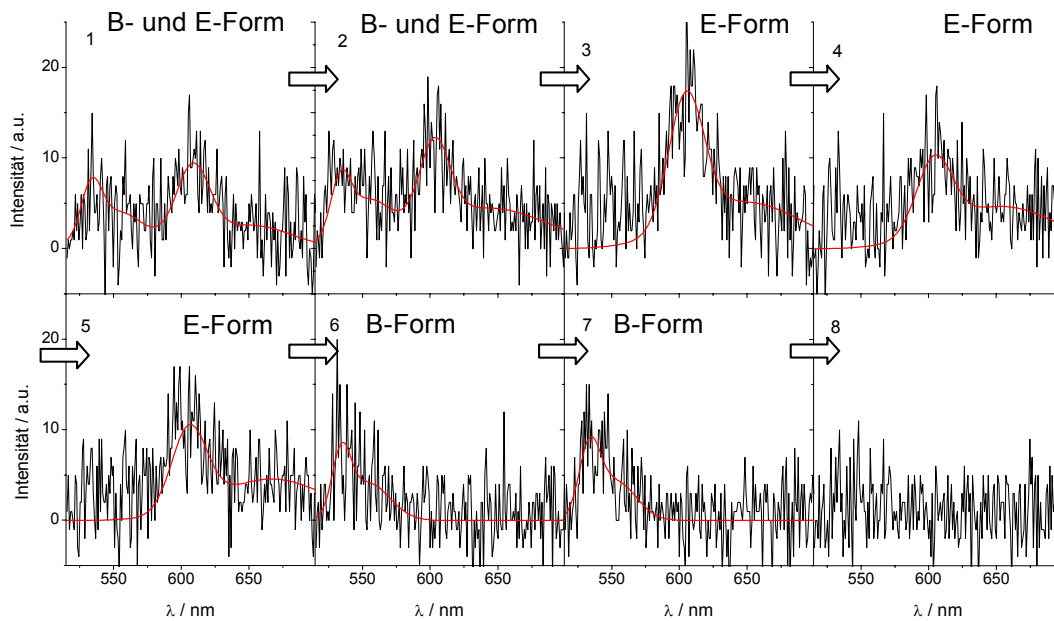 B- und E-Form
B- und E-Form
E-Form
E-Form
1
2
3
4
20
10
0
Intensität / a.u.
5
E-Form
6
B-Form
7
B-Form
8
20
10
0
Intensität / a.u.
550 600 650
550 600 650
550 600 650
550 600 650
λ / nm
λ / nm
λ / nm
λ / nm